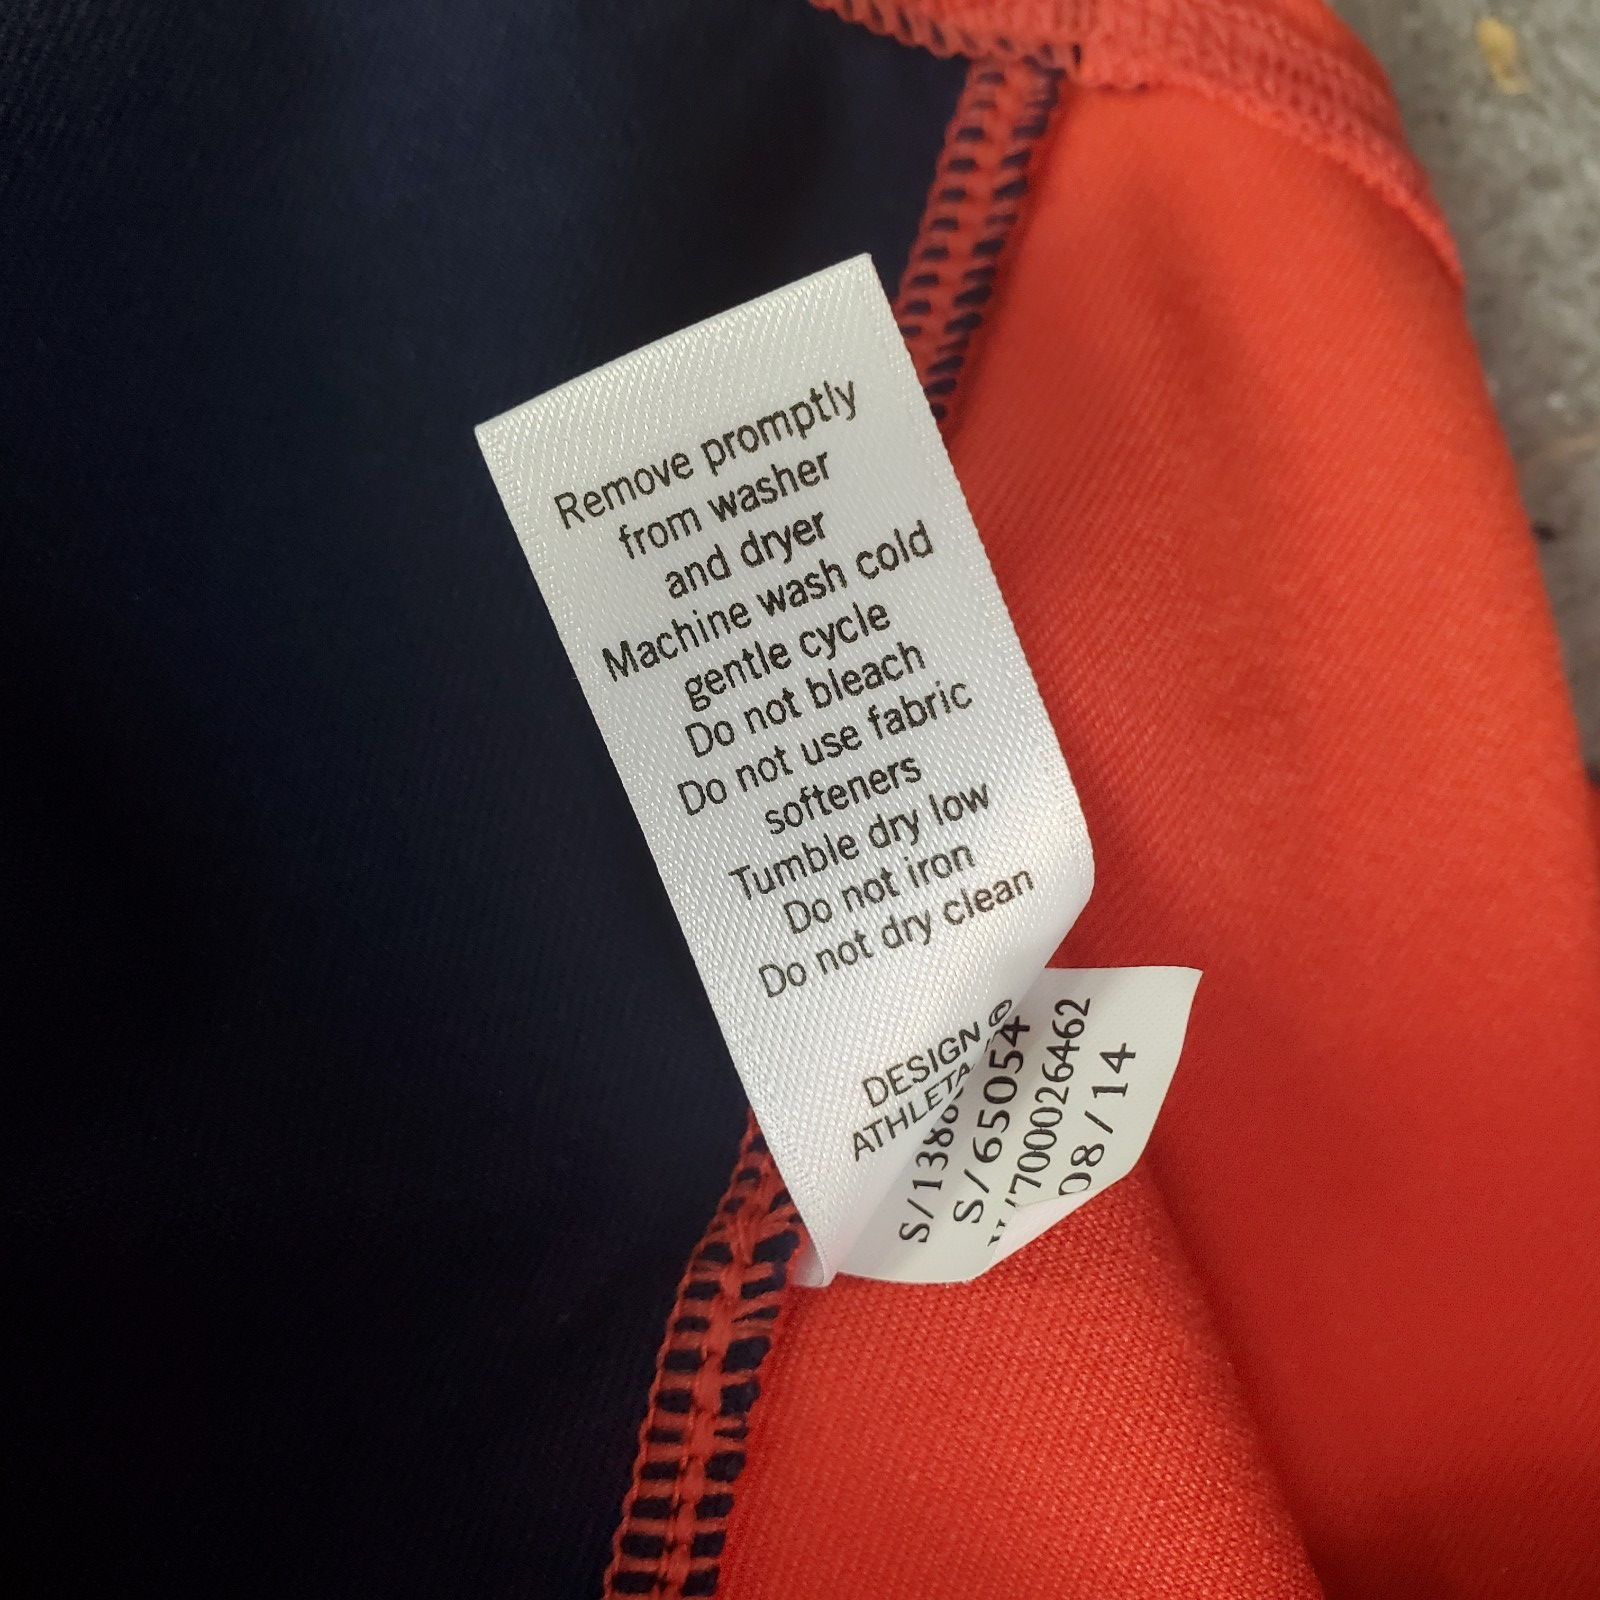 Remove promptly
from washer
and dryer
Machine wash cold
gentle cycle
Do not bleach
Do not use fabric
softeners
Tumble dry low
Do not iron
Do not dry clean
DESIGN ©
ATHLETA
S/65054
08/14